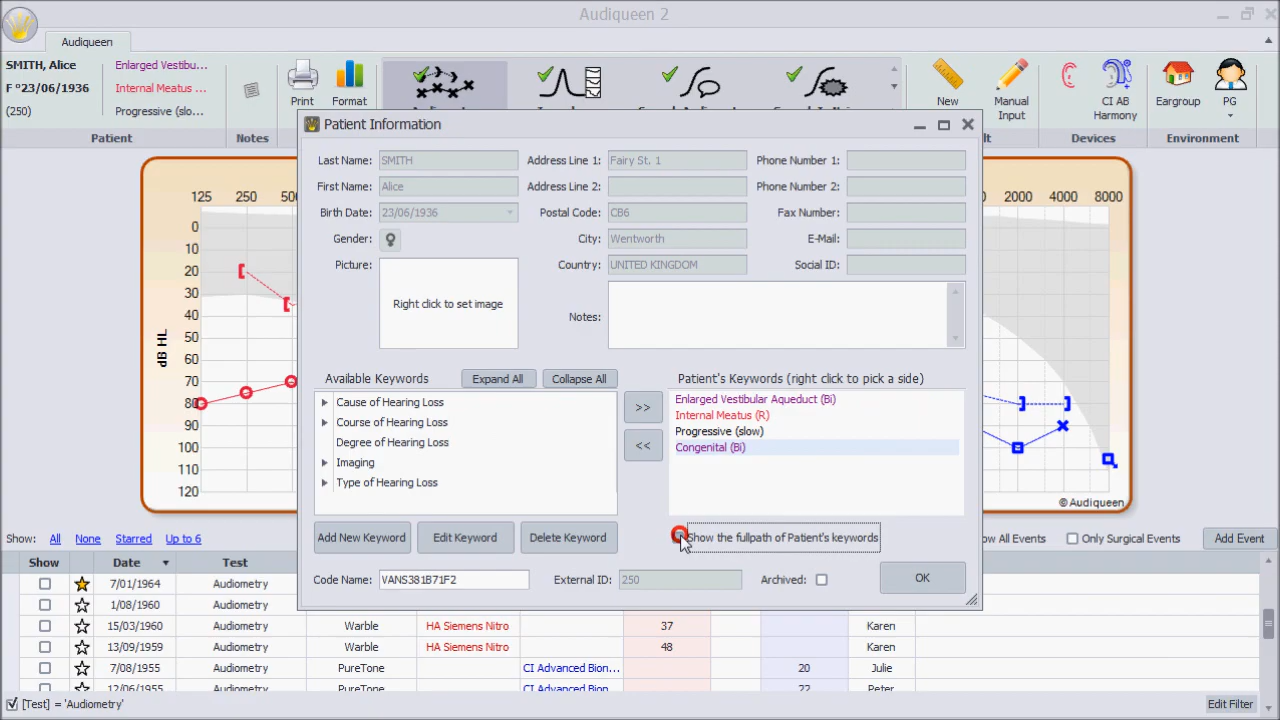 Audiqueen 2
Audiqueen
SMITH, Alice
F °23/06/1936
(250)
Enlarged Vestibu...
Internal Meatus ...
Progressive (slo...
Print
Format
New
Manual
Input
CI AB
Harmony
Eargroup
PG
Patient
Notes
Devices
Environment
Patient Information
Last Name: SMITH
First Name: Alice
Birth Date: 23/06/1936
Gender:
Picture: Right click to set image
Address Line 1: Fairy St. 1
Address Line 2:
Postal Code: CB6
City: Wentworth
Country: UNITED KINGDOM
Notes:
Phone Number 1:
Phone Number 2:
Fax Number:
E-Mail:
Social ID:
Available Keywords Expand All Collapse All
Cause of Hearing Loss
Course of Hearing Loss
Degree of Hearing Loss
Imaging
Type of Hearing Loss
>>
<<
Patient's Keywords (right click to pick a side)
Enlarged Vestibular Aqueduct (Bi)
Internal Meatus (R)
Progressive (slow)
Congenital (Bi)
Add New Keyword Edit Keyword Delete Keyword
Show the fullpath of Patient's keywords
Code Name: VANS381B71F2 External ID: 250 Archived: OK
125 250 500
2000 4000 8000
dB HL
0
10
20
30
40
50
60
70
80
90
100
110
120
© Audiqueen
Show: All None Starred Up to 6
All Events Only Surgical Events Add Event
Show Date Test
7/01/1964 Audiometry
1/08/1960 Audiometry
15/03/1960 Audiometry Warble HA Siemens Nitro 37 Karen
13/09/1959 Audiometry Warble HA Siemens Nitro 48 Karen
7/08/1955 Audiometry PureTone CI Advanced Bion... 20 Julie
12/06/1955 Audiometry PureTone CI Advanced Bion... 22 Peter
[Test] = 'Audiometry' Edit Filter